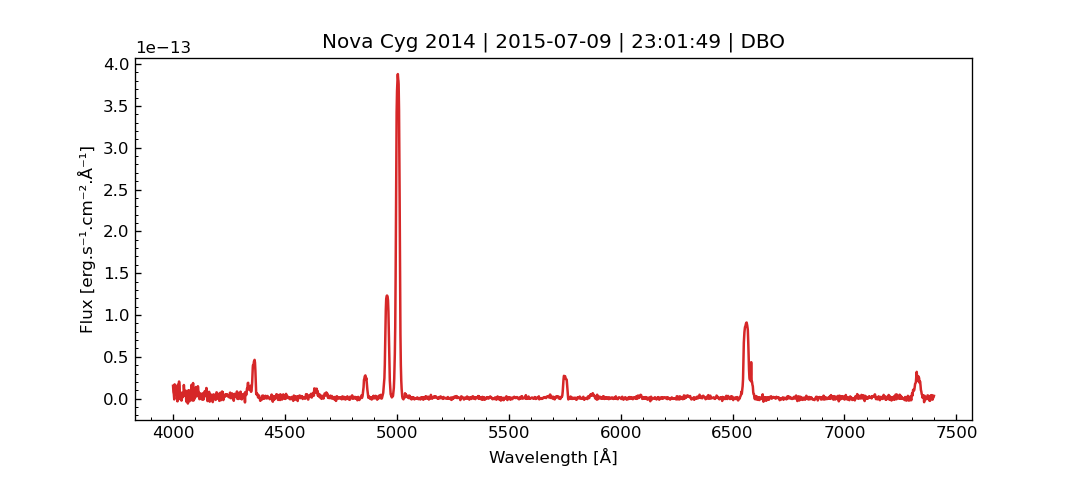 Nova Cyg 2014 | 2015-07-09 | 23:01:49 | DBO
1e−13
4.0
3.5
3.0
2.5
2.0
1.5
1.0
0.5
0.0
Flux [erg.s⁻¹.cm⁻².Å⁻¹]
4000 4500 5000 5500 6000 6500 7000 7500
Wavelength [Å]